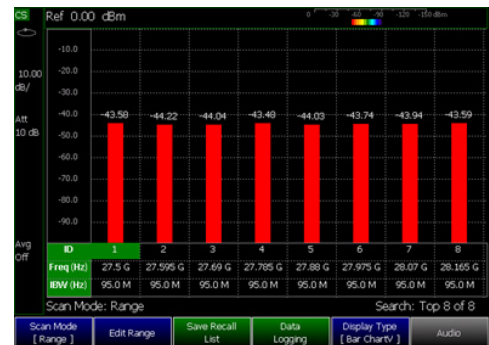 CS Ref 0.00 dBm
0 -30 -60 -90 -120 -150 dBm
-10.0
10.00 -20.0
dB/ -30.0
-40.0
Att
10 dB -50.0
-60.0
-70.0
-80.0
-90.0
-43.58 -44.22 -44.04 -43.48 -44.03 -43.74 -43.94 -43.59
Avg
Off
ID 1 2 3 4 5 6 7 8
Freq (Hz) 27.5 G 27.595 G 27.69 G 27.785 G 27.88 G 27.975 G 28.07 G 28.165 G
IBW (Hz) 95.0 M 95.0 M 95.0 M 95.0 M 95.0 M 95.0 M 95.0 M 95.0 M
Scan Mode: Range Search: Top 8 of 8
Scan Mode
[ Range ]
Edit Range
Save Recall
List
Data
Logging
Display Type
[ Bar ChartV ]
Audio